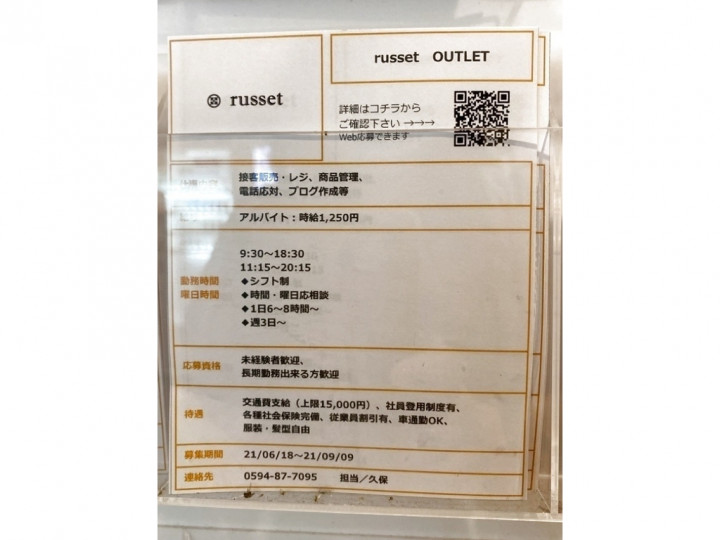 russet
russet OUTLET
詳細はコチラから
ご確認下さい →→→
Web応募できます
接客販売・レジ、商品管理、
電話応対、ブログ作成等
アルバイト:時給1,250円
勤務時間
曜日時間
9:30～18:30
11:15～20:15
◆シフト制
◆時間・曜日応相談
◆1日6～8時間～
◆週3日～
応募資格
未経験者歓迎、
長期勤務出来る方歓迎
待遇
交通費支給(上限15,000円)、社員登用制度有、
各種社会保険完備、従業員割引有、車通勤OK、
服装・髪型自由
募集期間 21/06/18～21/09/09
連絡先 0594-87-7095 担当/久保